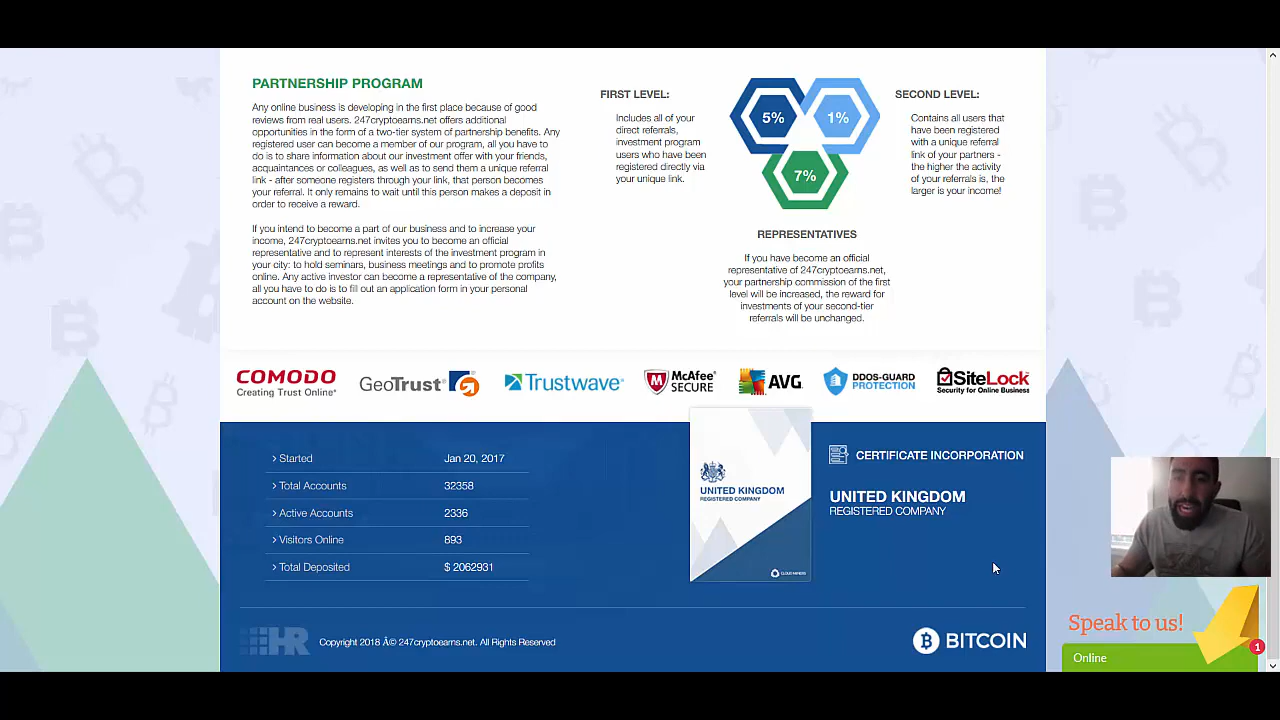 PARTNERSHIP PROGRAM
Any online business is developing in the first place because of good
reviews from real users. 247cryptoearns.net offers additional
opportunities in the form of a two-tier system of partnership benefits. Any
registered user can become a member of our program, all you have to
do is to share information about our investment offer with your friends,
acquaintances or colleagues, as well as to send them a unique referral
link - after someone registers through your link, that person becomes
your referral. It only remains to wait until this person makes a deposit in
order to receive a reward.
If you intend to become a part of our business and to increase your
income, 247cryptoearns.net invites you to become an official
representative and to represent interests of the investment program in
your city: to hold seminars, business meetings and to promote profits
online. Any active investor can become a representative of the company,
all you have to do is to fill out an application form in your personal
account on the website.
FIRST LEVEL:
Includes all of your
direct referrals,
investment program
users who have been
registered directly via
your unique link.
5%
1%
7%
SECOND LEVEL:
Contains all users that
have been registered
with a unique referral
link of your partners -
the higher the activity
of your referrals is, the
larger is your income!
REPRESENTATIVES
If you have become an official
representative of 247cryptoearns.net,
your partnership commission of the first
level will be increased, the reward for
investments of your second-tier
referrals will be unchanged.
COMODO
Creating Trust Online®
GeoTrust®
Trustwave®
McAfee®
SECURE
AVG.
DDOS-GUARD
PROTECTION
SiteLock
Security for Online Business
> Started Jan 20, 2017
> Total Accounts 32358
> Active Accounts 2336
> Visitors Online 893
> Total Deposited $ 2062931
UNITED KINGDOM
REGISTERED COMPANY
CERTIFICATE INCORPORATION
UNITED KINGDOM
REGISTERED COMPANY
HR
Copyright 2018 Â© 247cryptoearns.net. All Rights Reserved
BITCOIN
Speak to us!
Online
1